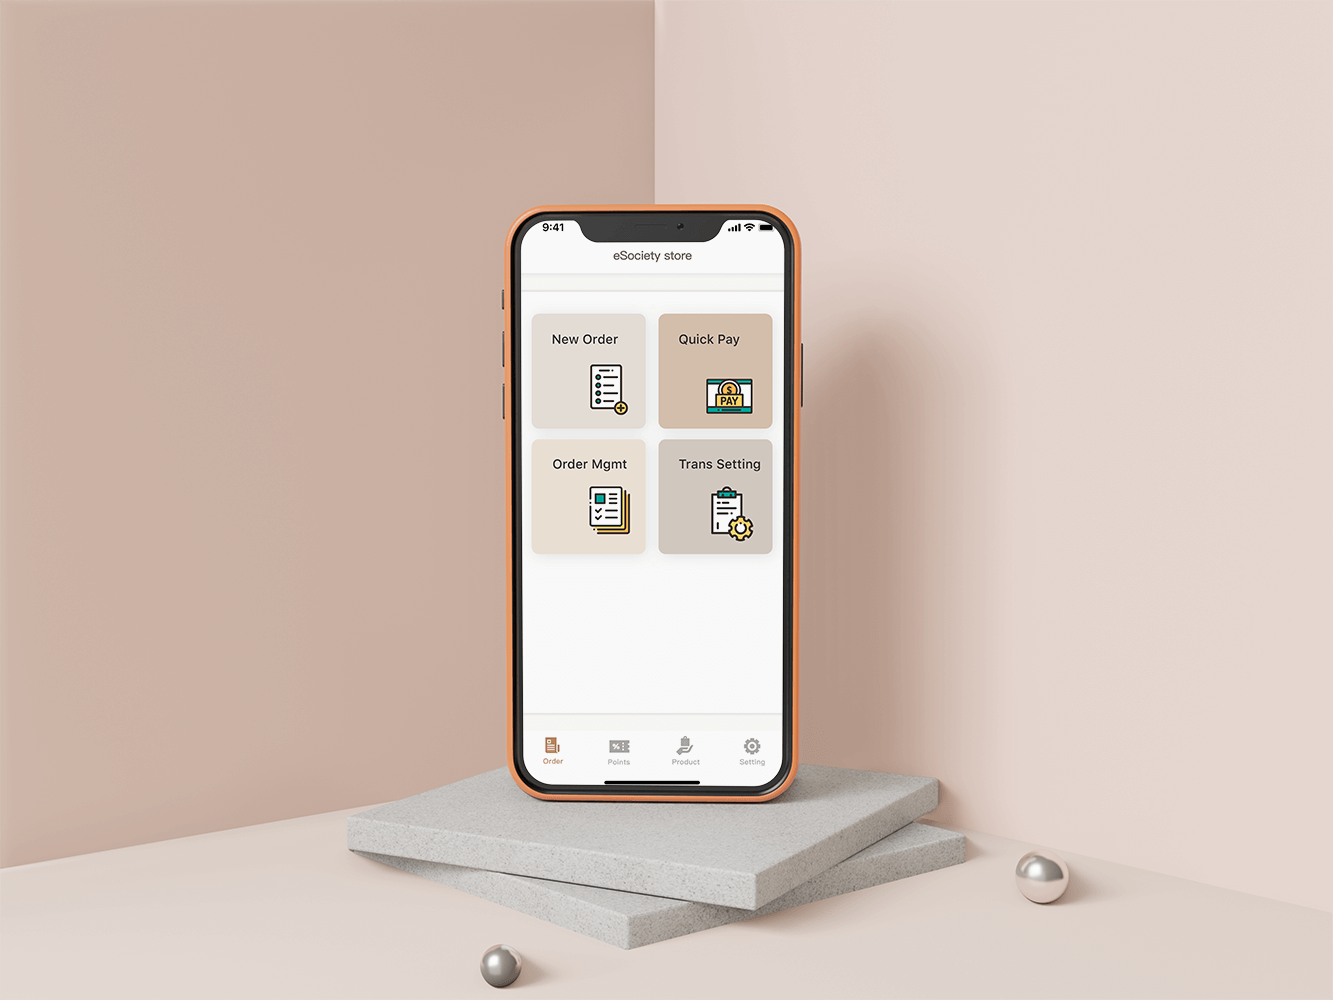 9:41
eSociety store
New Order
Quick Pay
$
PAY
Order Mgmt
Trans Setting
%
Order
Points
Product
Setting